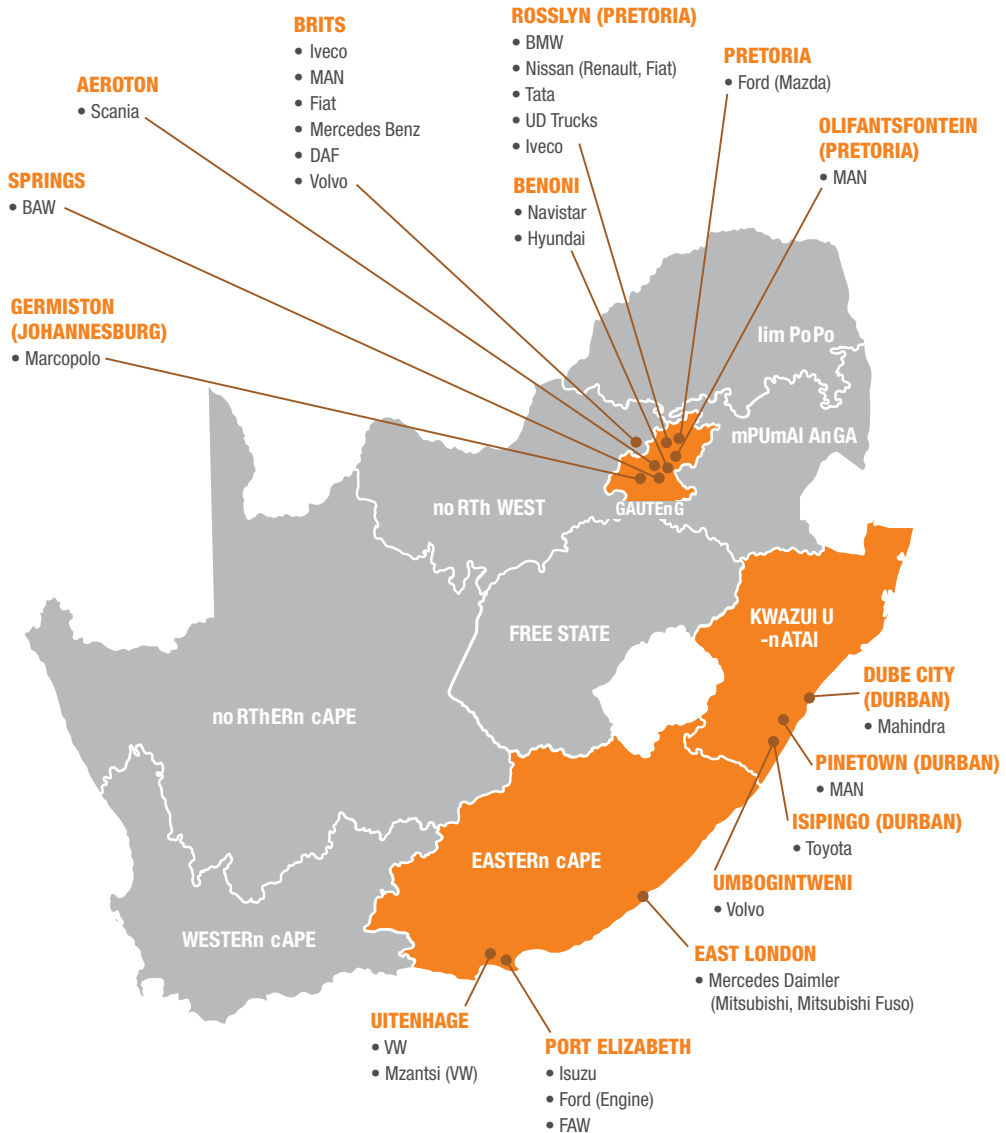 ROSSLYN (PRETORIA)
• BMW
• Nissan (Renault, Fiat)
• Tata
• UD Trucks
• Iveco
BRITS
• Iveco
• MAN
• Fiat
• Mercedes Benz
• DAF
• Volvo
PRETORIA
• Ford (Mazda)
AEROTON
• Scania
OLIFANTSFONTEIN
(PRETORIA)
• MAN
SPRINGS
• BAW
BENONI
• Navistar
• Hyundai
GERMISTON
(JOHANNESBURG)
• Marcopolo
lim PoPo
mPUmAl AnGA
no RTh WEST
GAUTEnG
FREE STATE
KWAZUl U
-nATAl
no RThERn cAPE
DUBE CITY
(DURBAN)
• Mahindra
PINETOWN (DURBAN)
• MAN
ISIPINGO (DURBAN)
• Toyota
EASTERn cAPE
UMBOGINTWENI
• Volvo
WESTERn cAPE
EAST LONDON
• Mercedes Daimler
(Mitsubishi, Mitsubishi Fuso)
UITENHAGE
• VW
• Mzantsi (VW)
PORT ELIZABETH
• Isuzu
• Ford (Engine)
• FAW